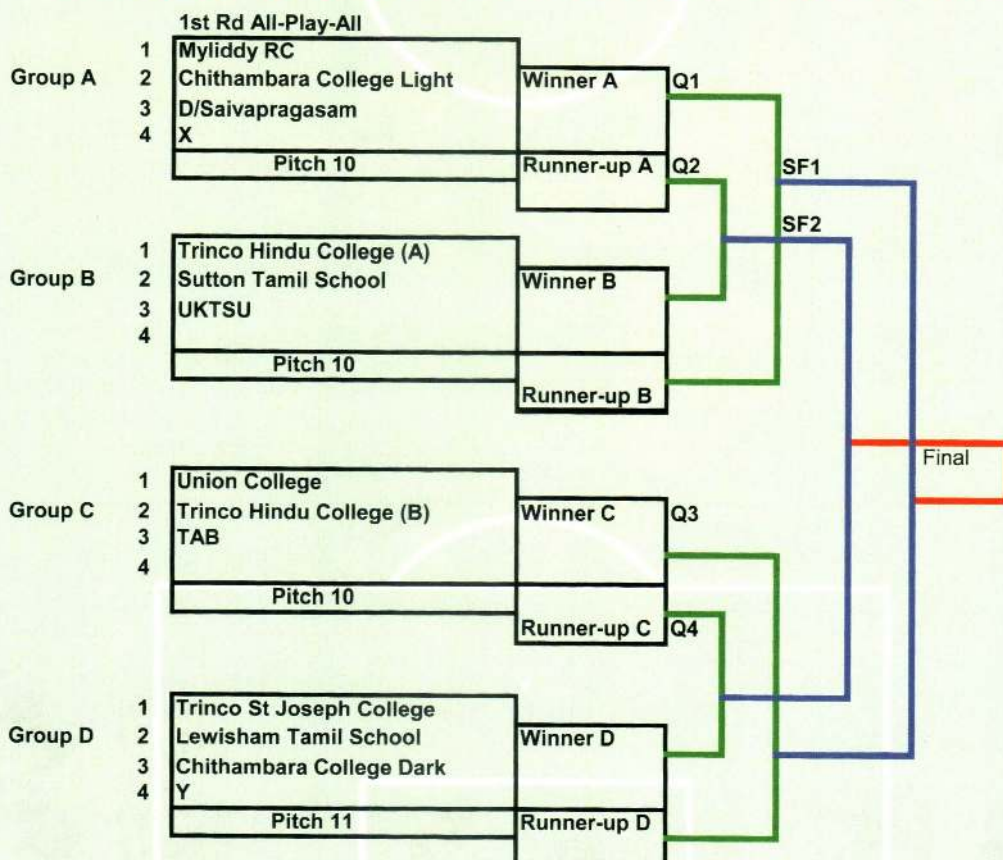 1st Rd All-Play-All
Group A
1 Myliddy RC
2 Chithambara College Light
3 D/Saivapragasam
4 X
Pitch 10
Winner A Q1
Runner-up A Q2
SF1
SF2
Group B
1 Trinco Hindu College (A)
2 Sutton Tamil School
3 UKTSU
4
Pitch 10
Winner B
Runner-up B
Final
Group C
1 Union College
2 Trinco Hindu College (B)
3 TAB
4
Pitch 10
Winner C Q3
Runner-up C Q4
Group D
1 Trinco St Joseph College
2 Lewisham Tamil School
3 Chithambara College Dark
4 Y
Pitch 11
Winner D
Runner-up D